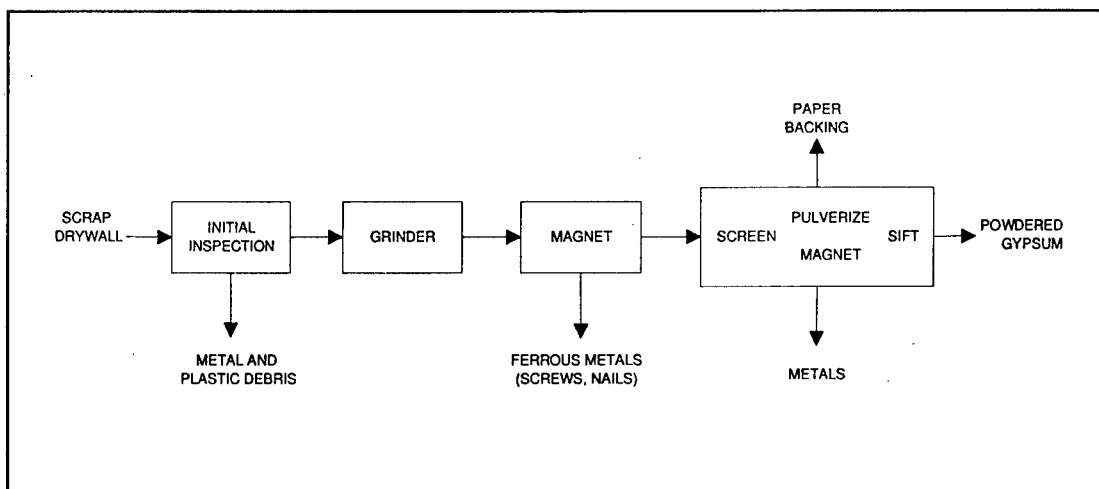 PAPER
BACKING
SCRAP
DRYWALL
INITIAL
INSPECTION
GRINDER
MAGNET
SCREEN
PULVERIZE
MAGNET
SIFT
POWDERED
GYPSUM
METAL AND
PLASTIC DEBRIS
FERROUS METALS
(SCREWS, NAILS)
METALS